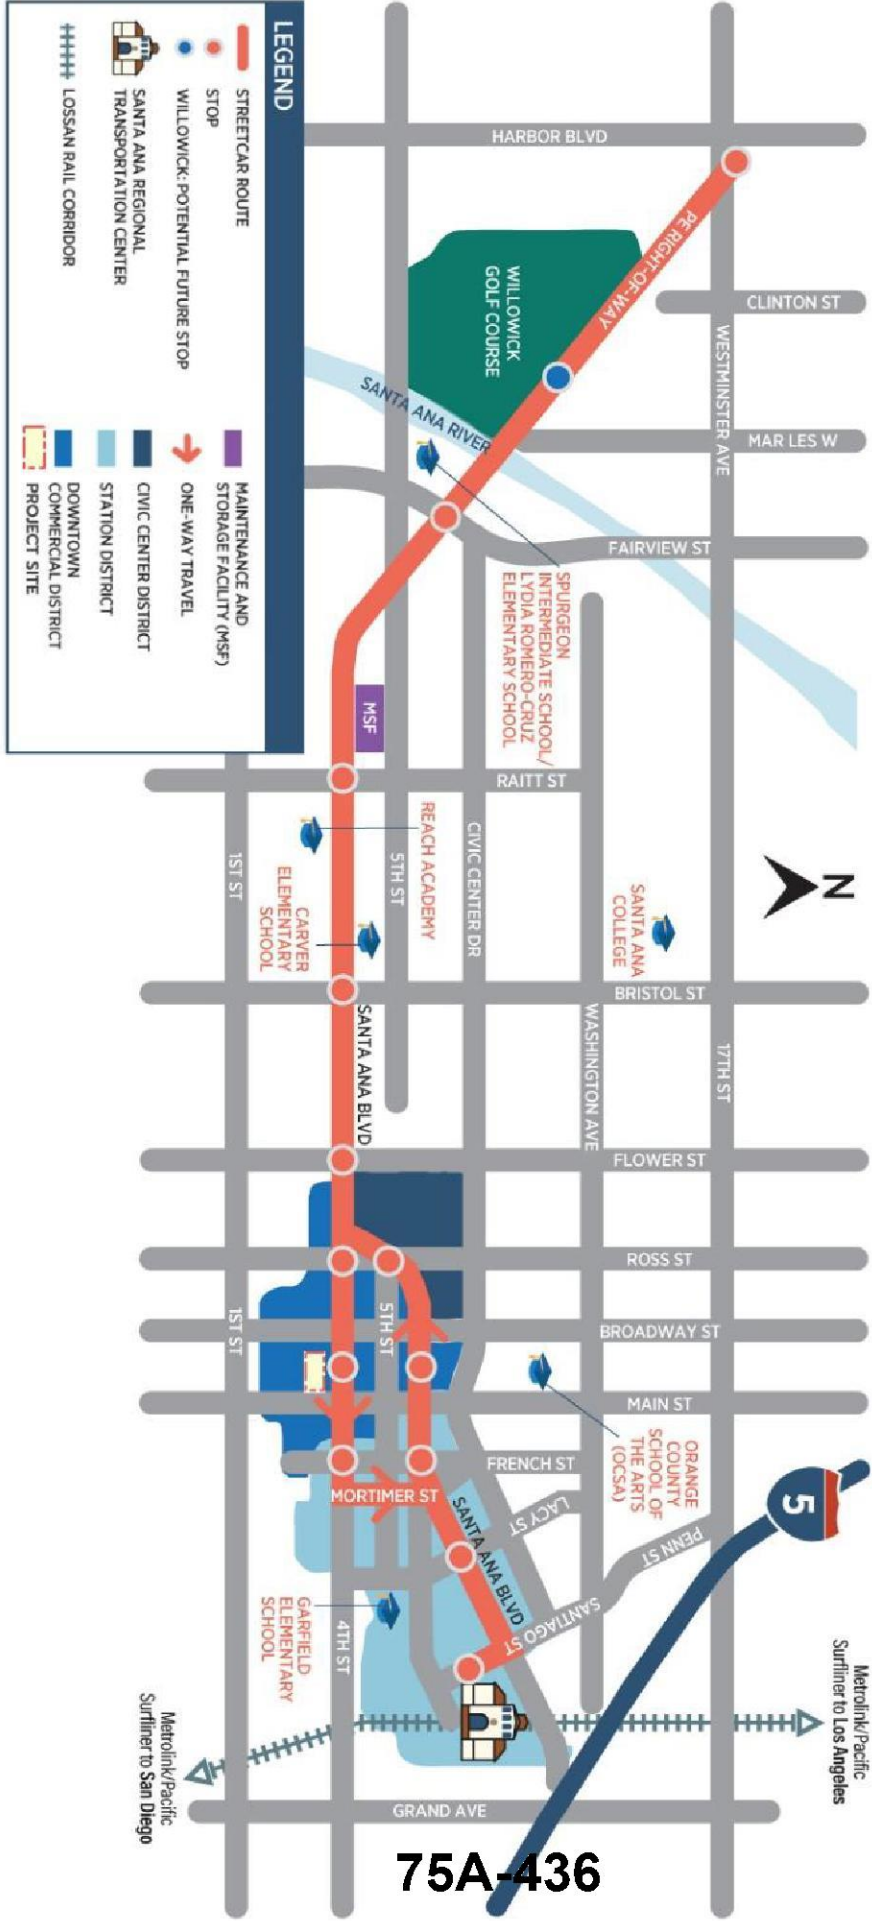 LEGEND
STREETCAR ROUTE
STOP
WILLOWICK: POTENTIAL FUTURE STOP
SANTA ANA REGIONAL
TRANSPORTATION CENTER
LOSSAN RAIL CORRIDOR
MAINTENANCE AND
STORAGE FACILITY (MSF)
ONE-WAY TRAVEL
CIVIC CENTER DISTRICT
STATION DISTRICT
DOWNTOWN
COMMERCIAL DISTRICT
PROJECT SITE
HARBOR BLVD
PE RIGHT-OF-WAY
WILLOWICK
GOLF COURSE
CLINTON ST
WESTMINSTER AVE
MAR LES W
SANTA ANA RIVER
FAIRVIEW ST
SPURGEON
INTERMEDIATE SCHOOL/
LYDIA ROMERO-CRUZ
ELEMENTARY SCHOOL
MSF
RAITT ST
N
REACH ACADEMY
CIVIC CENTER DR
5TH ST
1ST ST
CARVER
ELEMENTARY
SCHOOL
SANTA ANA
COLLEGE
BRISTOL ST
SANTA ANA BLVD
WASHINGTON AVE
17TH ST
FLOWER ST
ROSS ST
5TH ST
1ST ST
BROADWAY ST
MAIN ST
ORANGE
COUNTY
SCHOOL OF
THE ARTS
(OCSA)
FRENCH ST
MORTIMER ST
LACY ST
SANTA ANA BLVD
PENN ST
SANTIAGO ST
5
GARFIELD
ELEMENTARY
SCHOOL
4TH ST
Metrolink/Pacific
Surfliner to Los Angeles
Metrolink/Pacific
Surfliner to San Diego
GRAND AVE
75A-436